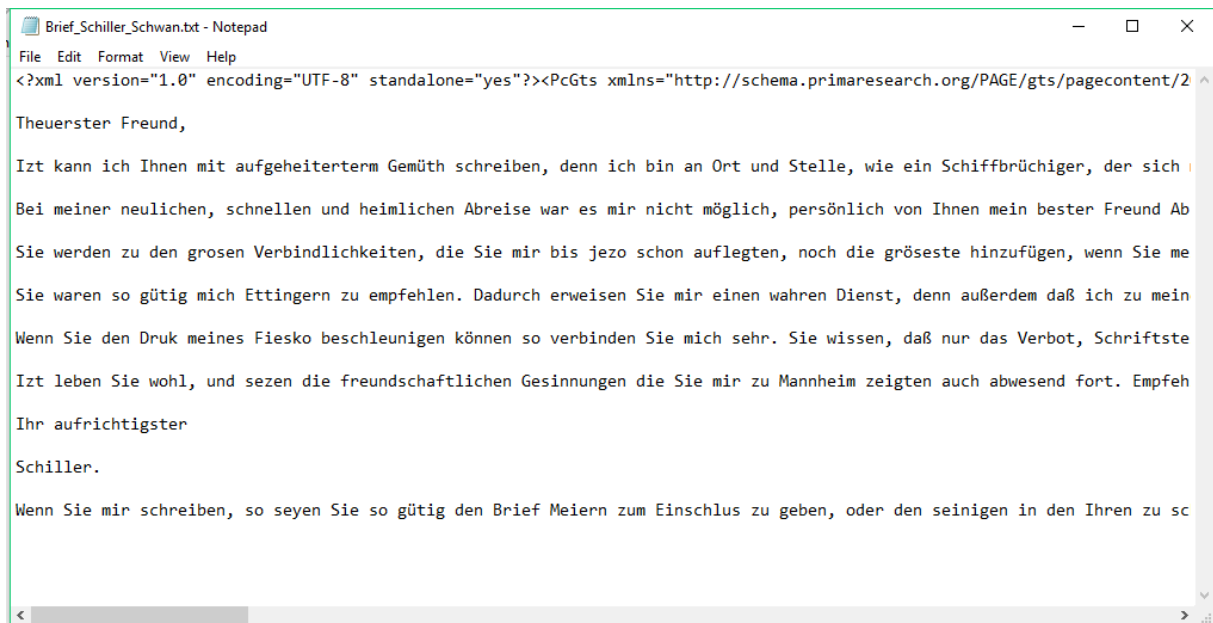 Brief_Schiller_Schwan.txt - Notepad
File Edit Format View Help
<?xml version="1.0" encoding="UTF-8" standalone="yes"?><PcGts xmlns="http://schema.primaresearch.org/PAGE/gts/pagecontent/2
Theuerster Freund,
Izt kann ich Ihnen mit aufgeheiterterm Gemüth schreiben, denn ich bin an Ort und Stelle, wie ein Schiffbrüchiger, der sich
Bei meiner neulichen, schnellen und heimlichen Abreise war es mir nicht möglich, persönlich von Ihnen mein bester Freund Ab
Sie werden zu den grosen Verbindlichkeiten, die Sie mir bis jezo schon auflegten, noch die gröseste hinzufügen, wenn Sie me
Sie waren so gütig mich Ettingern zu empfehlen. Dadurch erweisen Sie mir einen wahren Dienst, denn außerdem daß ich zu mein
Wenn Sie den Druk meines Fiesko beschleunigen können so verbinden Sie mich sehr. Sie wissen, daß nur das Verbot, Schriftste
Izt leben Sie wohl, und sezen die freundschaftlichen Gesinnungen die Sie mir zu Mannheim zeigten auch abwesend fort. Empfeh
Ihr aufrichtigster
Schiller.
Wenn Sie mir schreiben, so seyen Sie so gütig den Brief Meiern zum Einschlus zu geben, oder den seinigen in den Ihren zu sc